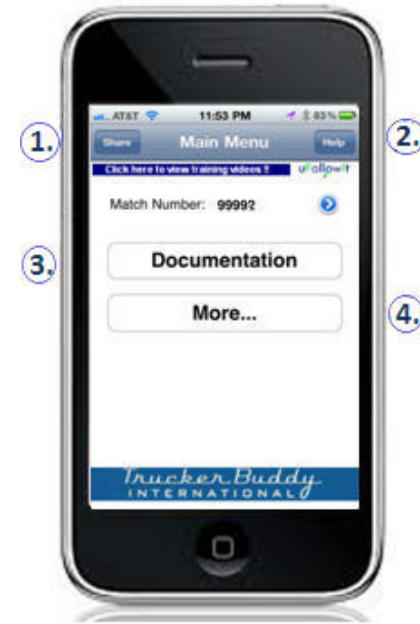 AT&T 11:53 PM 83%
1. Share Main Menu Help 2.
Click here to view training videos !! ufollowit
Match Number: 99992
3. Documentation
More... 4.
Trucker Buddy
INTERNATIONAL